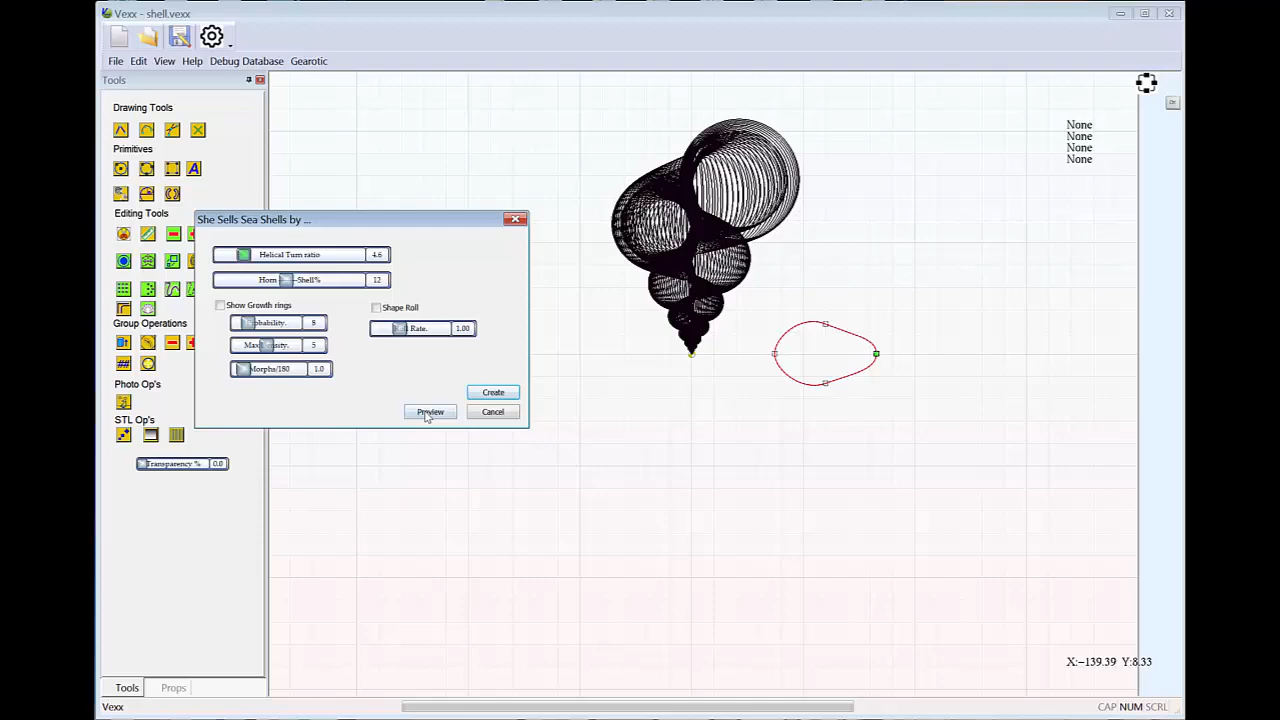 Vexx - shell.vexx
File Edit View Help Debug Database Gearotic
Tools
Drawing Tools
Primitives
A
Editing Tools
Group Operations
Photo Op's
STL Op's
Transparency % 0.0
She Sells Sea Shells by ...
Helical Turn ratio 4.6
Horn Shell% 12
Show Growth rings
Shape Roll
8
Rate. 1.00
5
Morphs/180 1.0
Create
Preview Cancel
None
None
None
None
X:-139.39 Y:8.33
Tools Props
Vexx
CAP NUM SCRL